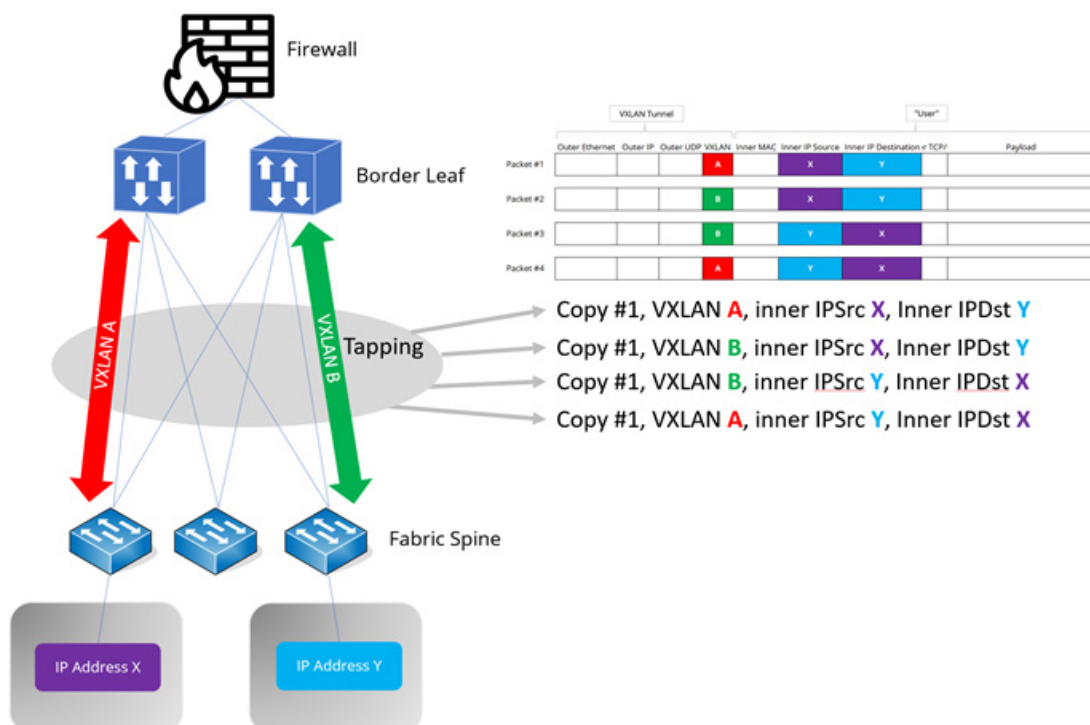 Firewall
Border Leaf
VXLAN A
VXLAN B
Tapping
Fabric Spine
IP Address X
IP Address Y
VXLAN Tunnel
"User"
Outer Ethernet Outer IP Outer UDP VXLAN Inner MAC Inner IP Source Inner IP Destination r TCP/ Payload
Packet #1 A X Y
Packet #2 B X Y
Packet #3 B Y X
Packet #4 A Y X
Copy #1, VXLAN A, inner IPSrc X, Inner IPDst Y
Copy #1, VXLAN B, inner IPSrc X, Inner IPDst Y
Copy #1, VXLAN B, inner IPSrc Y, Inner IPDst X
Copy #1, VXLAN A, inner IPSrc Y, Inner IPDst X